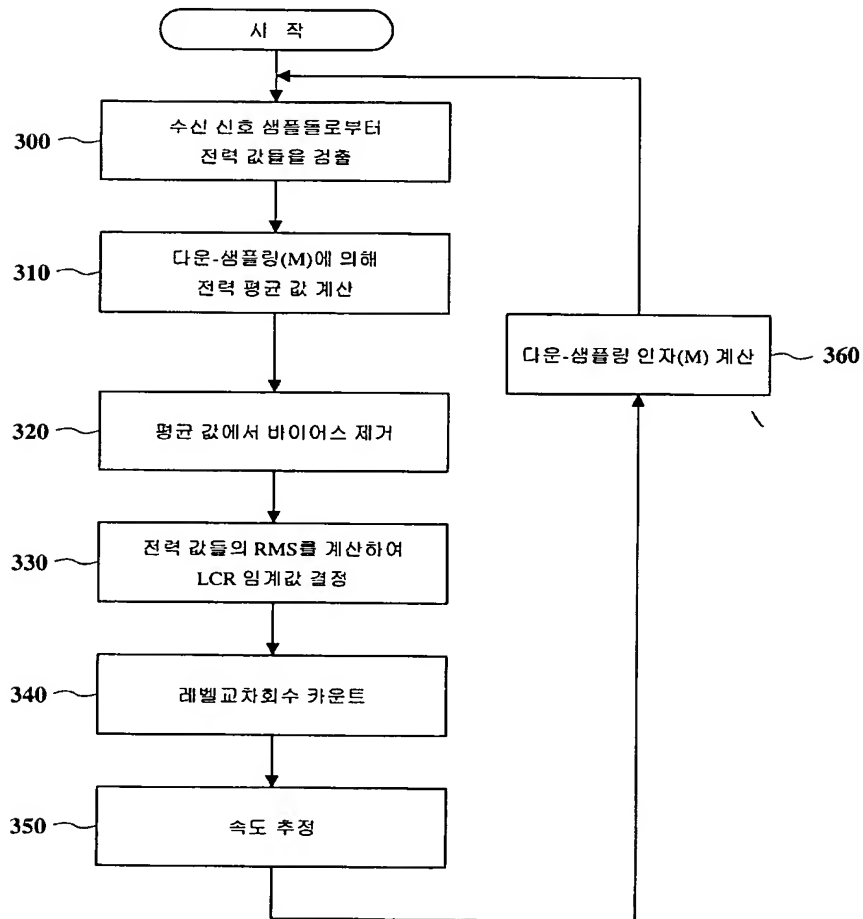 시 작
300
수신 신호 샘플들로부터
전력 값들을 검출
310
다운-샘플링(M)에 의해
전력 평균 값 계산
다운-샘플링 인자(M) 계산
360
320
평균 값에서 바이어스 제거
330
전력 값들의 RMS를 계산하여
LCR 임계값 결정
340
레벨교차회수 카운트
350
속도 추정